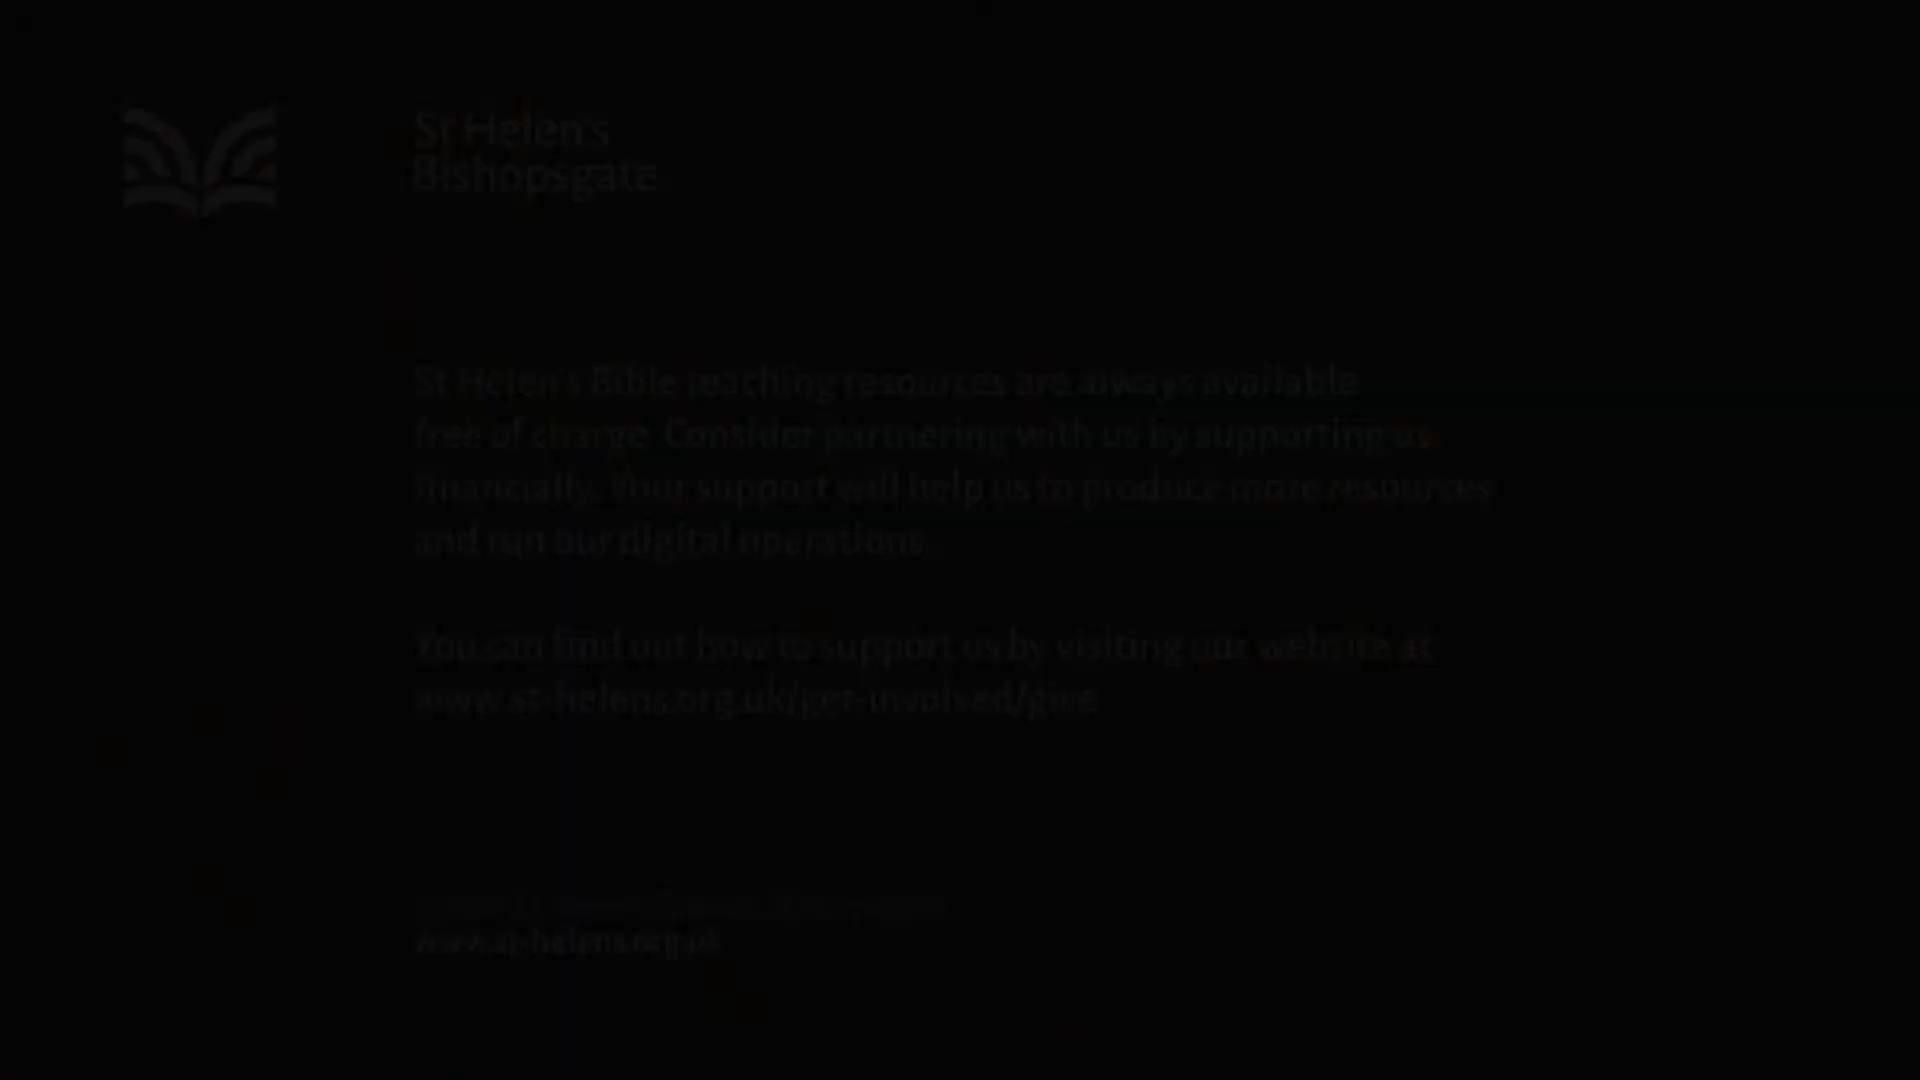 St Helen's
Bishopsgate
St Helen's Bible teaching resources are always available
free of charge. Consider partnering with us by supporting us
financially. Your support will help us to produce more resources
and run our digital operations.
You can find out how to support us by visiting our website at
www.st-helens.org.uk/get-involved/give
www.st-helens.org.uk